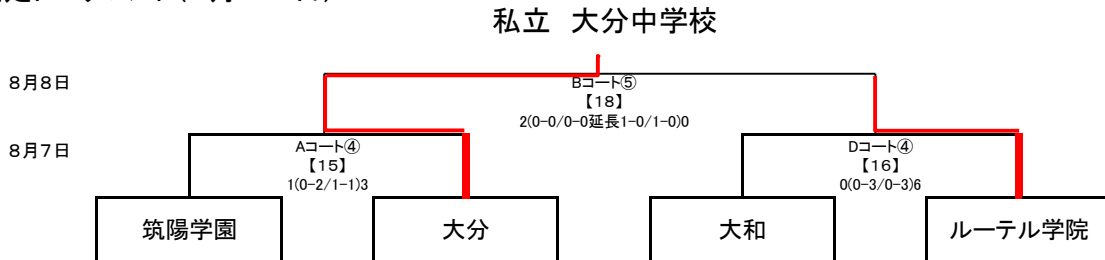 私立　大分中学校
8月8日
Bコート⑤
【18】
2(0-0/0-0延長1-0/1-0)0
8月7日
Aコート④
【15】
1(0-2/1-1)3
Dコート④
【16】
0(0-3/0-3)6
筑陽学園
大分
大和
ルーテル学院